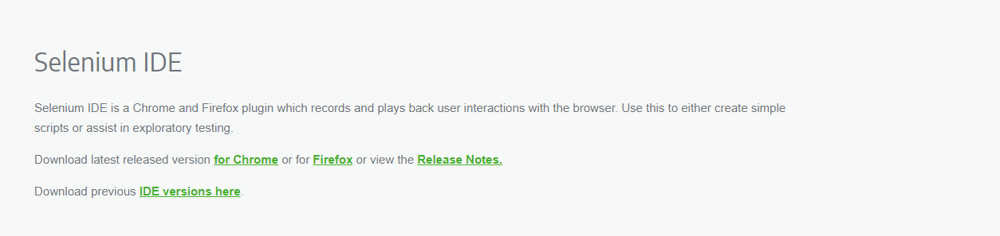 Selenium IDE
Selenium IDE is a Chrome and Firefox plugin which records and plays back user interactions with the browser. Use this to either create simple
scripts or assist in exploratory testing.
Download latest released version for Chrome or for Firefox or view the Release Notes.
Download previous IDE versions here.